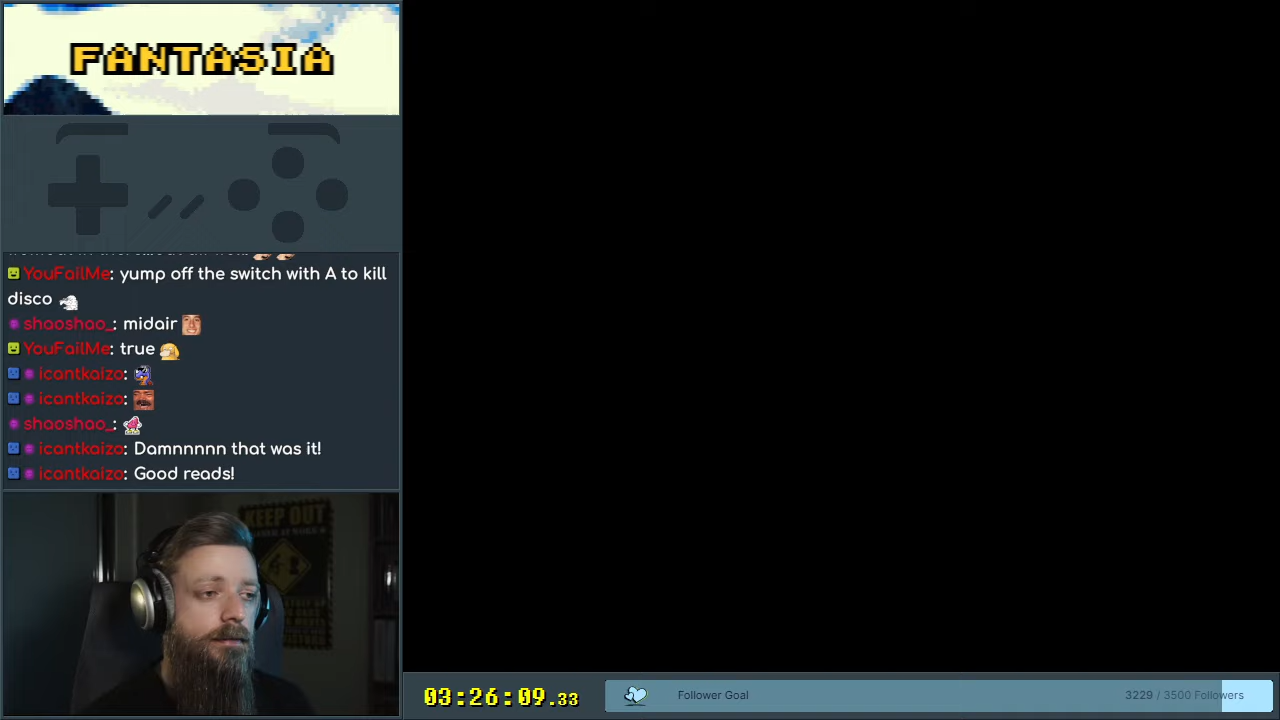 FANTASIA
YouFailMe: yump off the switch with A to kill
disco
shaoshao_: midair
YouFailMe: true
icantkaizo:
icantkaizo:
shaoshao_:
icantkaizo: Damnnnnn that was it!
icantkaizo: Good reads!
KEEP OUT
03:26:09.33
Follower Goal
3229 / 3500 Followers